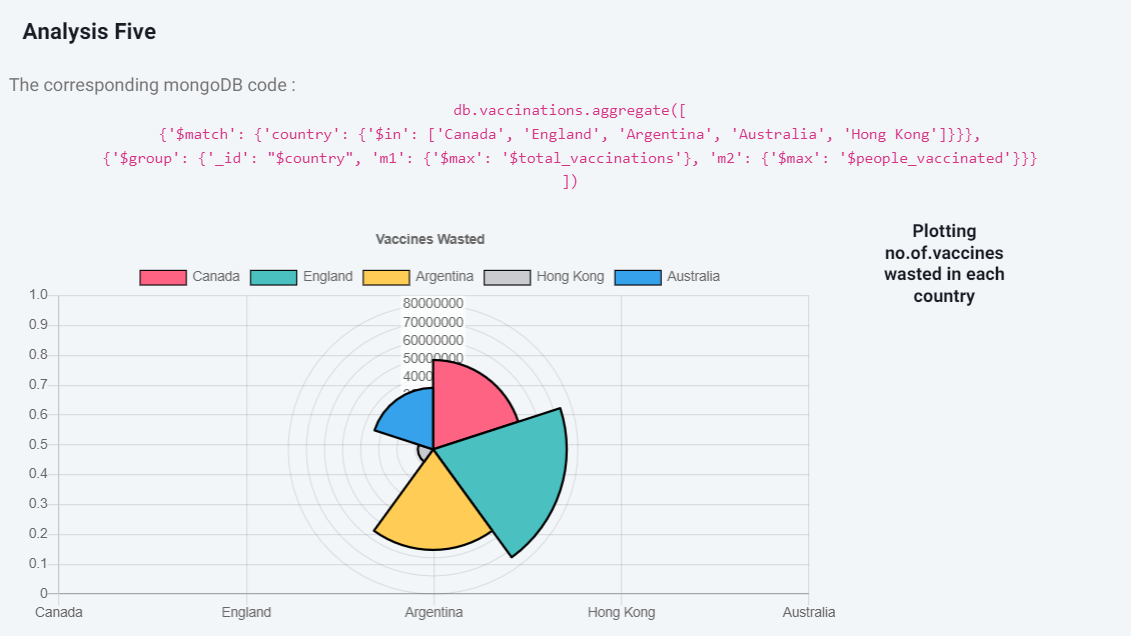 Analysis Five
The corresponding mongoDB code :
db.vaccinations.aggregate([
{'$match': {'country': {'$in': ['Canada', 'England', 'Argentina', 'Australia', 'Hong Kong']}}},
{'$group': {'_id': "$country", 'm1': {'$max': '$total_vaccinations'}, 'm2': {'$max': '$people_vaccinated'}}}
])
Vaccines Wasted
Canada England Argentina Hong Kong Australia
Plotting
no.of.vaccines
wasted in each
country
80000000
70000000
60000000
50000000
4000
1.0
0.9
0.8
0.7
0.6
0.5
0.4
0.3
0.2
0.1
0
Canada England Argentina Hong Kong Australia